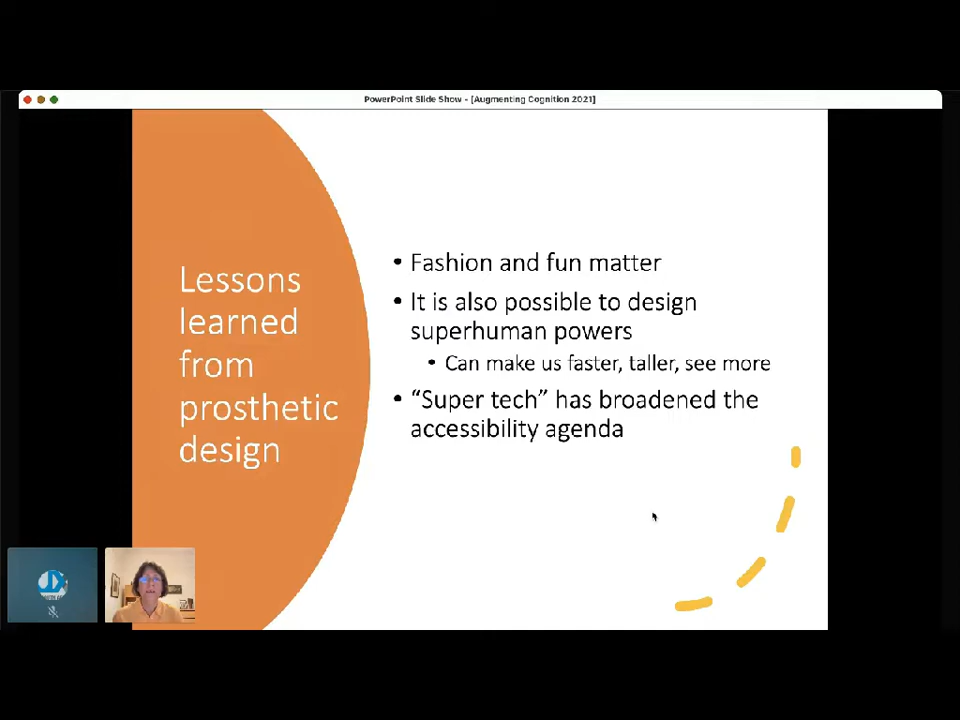 PowerPoint Slide Show - [Augmenting Cognition 2021]
Lessons
learned
from
prosthetic
design
• Fashion and fun matter
• It is also possible to design
superhuman powers
• Can make us faster, taller, see more
• “Super tech” has broadened the
accessibility agenda